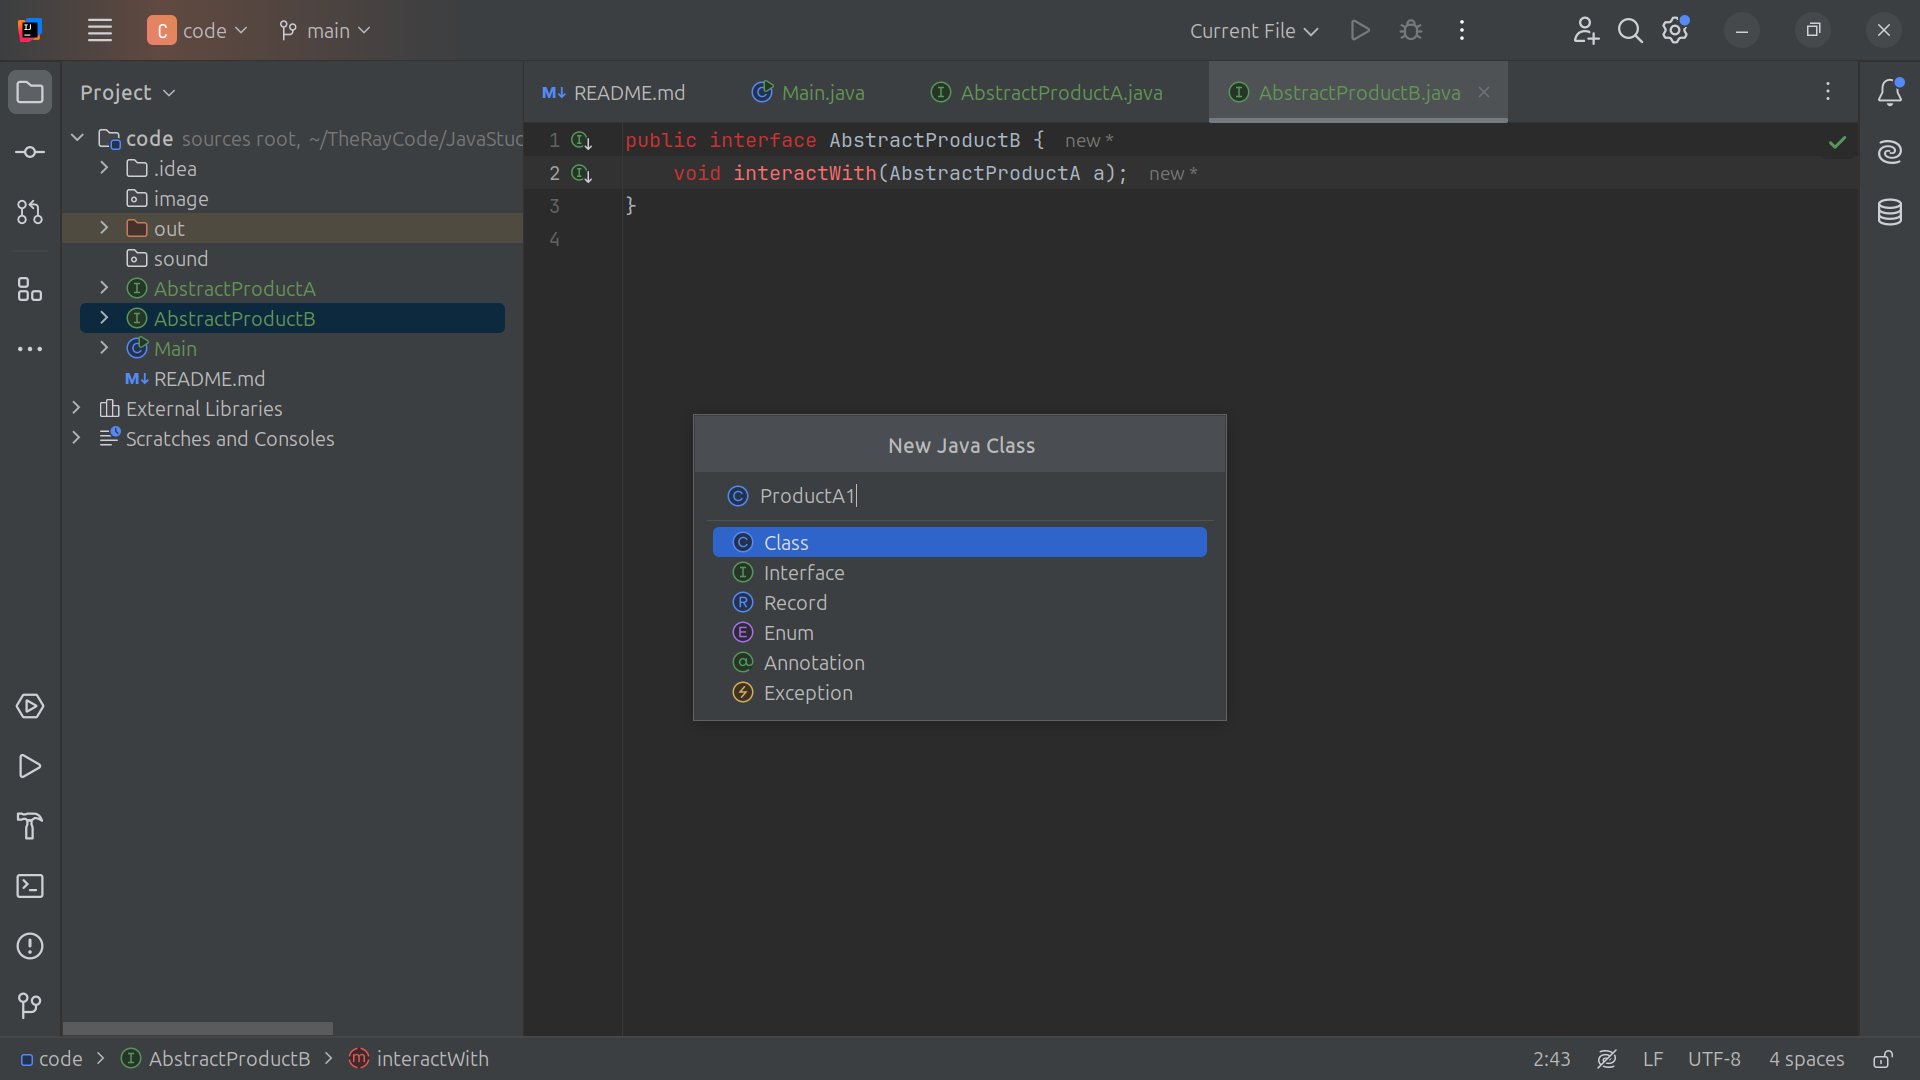 C code main Current File
Project
README.md Main.java AbstractProductA.java AbstractProductB.java
code sources root, ~/TheRayCode/JavaStuc
.idea
image
out
sound
AbstractProductA
AbstractProductB
Main
README.md
External Libraries
Scratches and Consoles
1 public interface AbstractProductB { new *
2 void interactWith(AbstractProductA a); new *
3 }
4
New Java Class
ProductA1
Class
Interface
Record
Enum
Annotation
Exception
code AbstractProductB interactWith 2:43 LF UTF-8 4 spaces